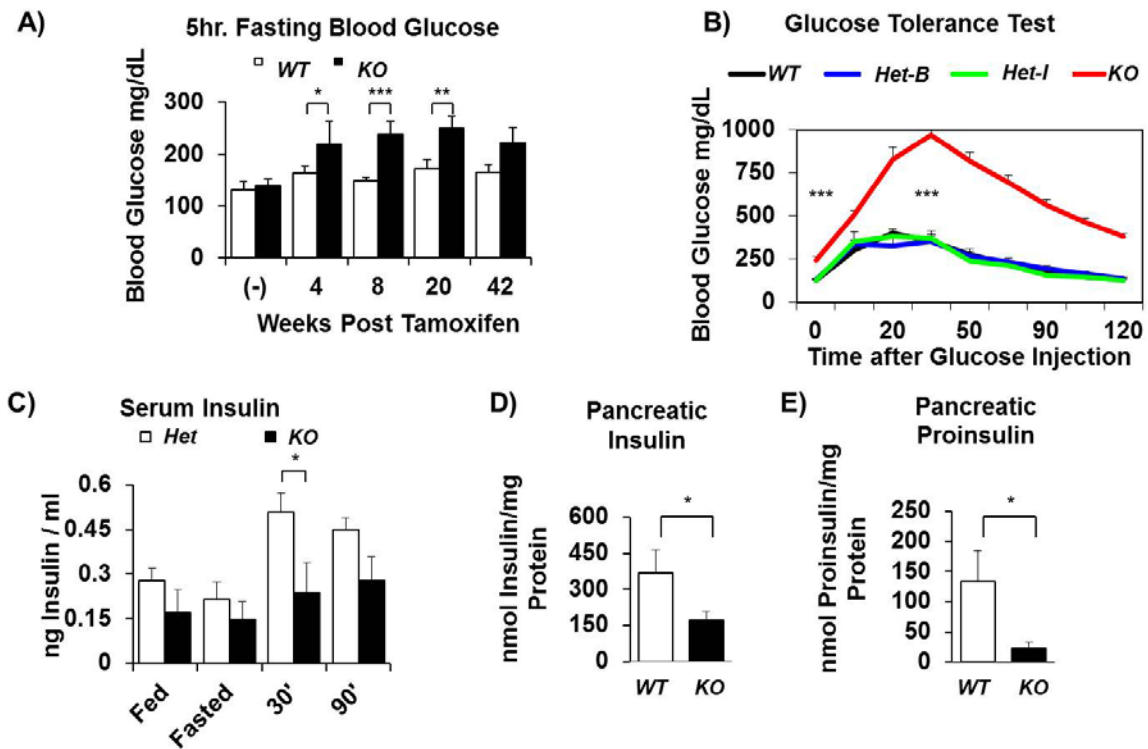 A)
5hr. Fasting Blood Glucose
WT KO
Blood Glucose mg/dL
300
200
100
0
* *** **
(-) 4 8 20 42
Weeks Post Tamoxifen
B)
Glucose Tolerance Test
WT Het-B Het-I KO
Blood Glucose mg/dL
1000
750
500
250
0
*** ***
0 20 50 90 120
Time after Glucose Injection
C)
Serum Insulin
Het KO
ng Insulin / ml
0.6
0.45
0.3
0.15
0
*
Fed Fasted 30' 90'
D)
Pancreatic
Insulin
nmol Insulin/mg
Protein
600
450
300
150
0
*
WT KO
E)
Pancreatic
Proinsulin
nmol Proinsulin/mg
Protein
250
200
150
100
50
0
*
WT KO